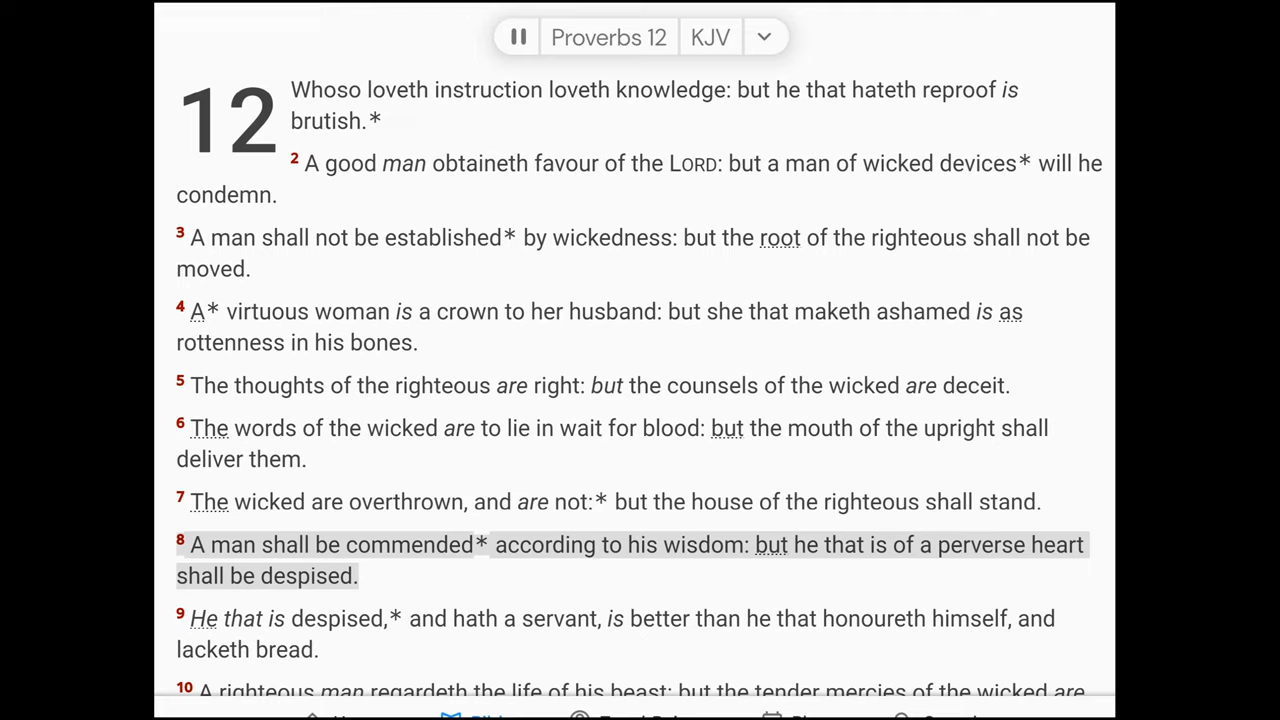 Proverbs 12 KJV
12 Whoso loveth instruction loveth knowledge: but he that hateth reproof is
brutish.*
2 A good man obtaineth favour of the LORD: but a man of wicked devices* will he
condemn.
3 A man shall not be established* by wickedness: but the root of the righteous shall not be
moved.
4 A* virtuous woman is a crown to her husband: but she that maketh ashamed is as
rottenness in his bones.
5 The thoughts of the righteous are right: but the counsels of the wicked are deceit.
6 The words of the wicked are to lie in wait for blood: but the mouth of the upright shall
deliver them.
7 The wicked are overthrown, and are not:* but the house of the righteous shall stand.
8 A man shall be commended* according to his wisdom: but he that is of a perverse heart
shall be despised.
9 He that is despised,* and hath a servant, is better than he that honoureth himself, and
lacketh bread.
10 A righteous man regardeth the life of his beast: but the tender mercies of the wicked are